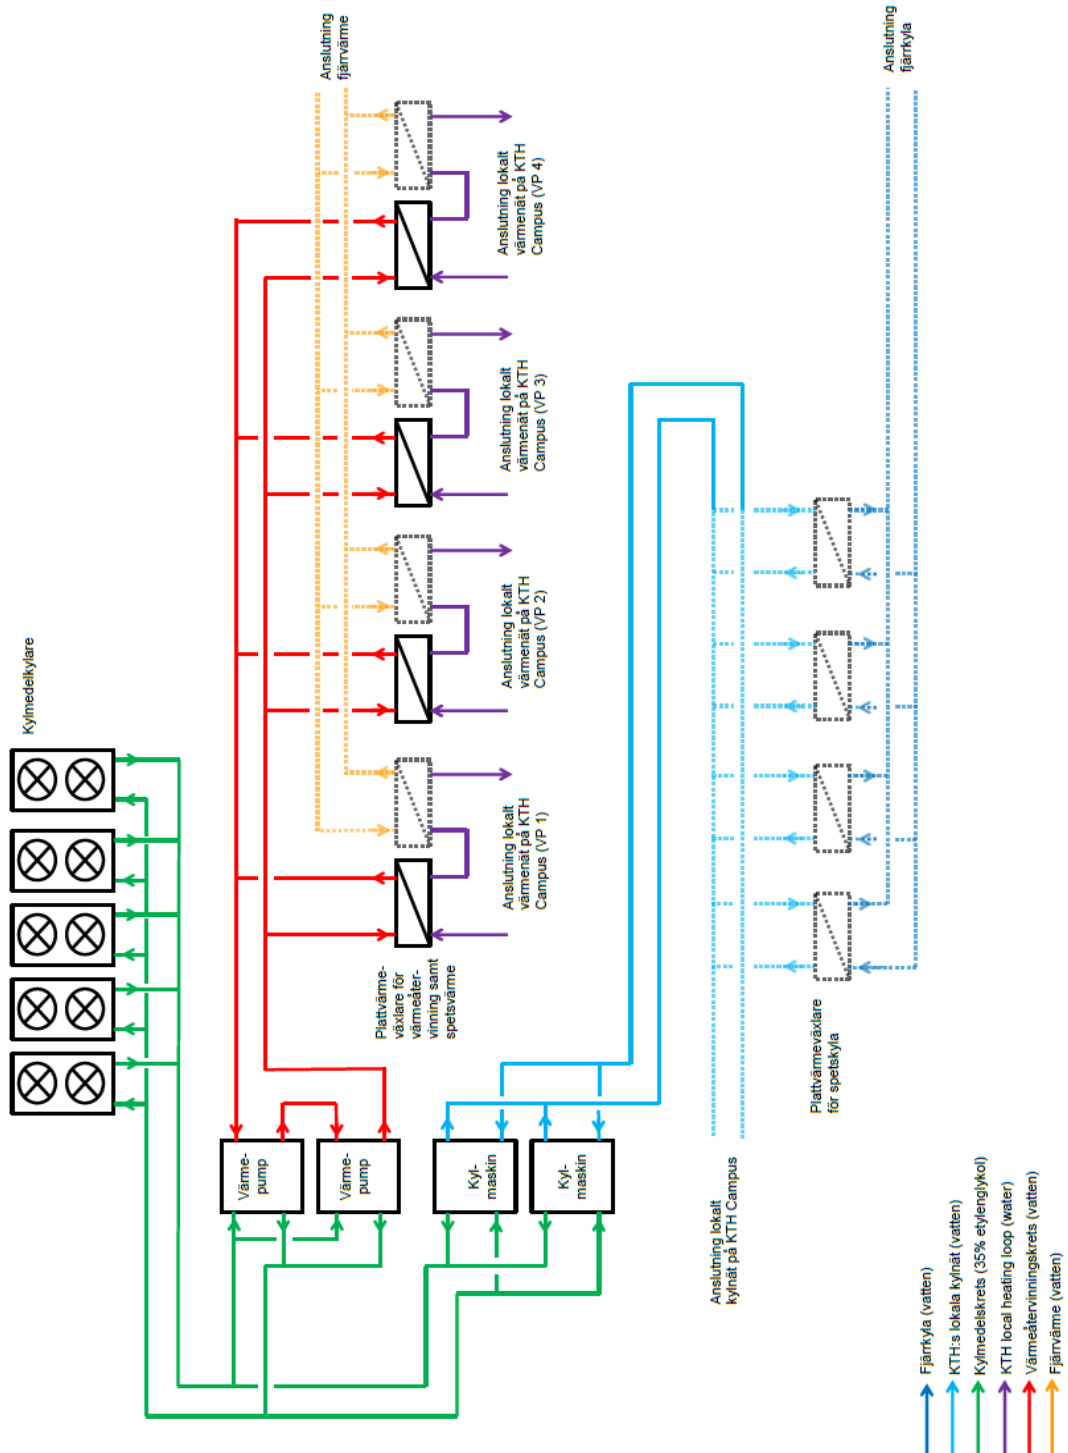 Kylmedelkylare
Anslutning
fjärrvärme
Anslutning
fjärrkyla
Anslutning lokalt
värmenät på KTH
Campus (VP 1)
Anslutning lokalt
värmenät på KTH
Campus (VP 2)
Anslutning lokalt
värmenät på KTH
Campus (VP 3)
Anslutning lokalt
värmenät på KTH
Campus (VP 4)
Plattvärme-
växlare för
värmeåter-
vinning samt
spetsvärme
Värme-
pump
Värme-
pump
Kyl-
maskin
Kyl-
maskin
Plattvärmeväxlare
för spetskyla
Anslutning lokalt
kylnät på KTH Campus
Fjärrkyla (vatten)
KTH:s lokala kylnät (vatten)
Kylmedelskrets (35% etylenglykol)
KTH local heating loop (water)
Värmeåtervinningskrets (vatten)
Fjärrvärme (vatten)